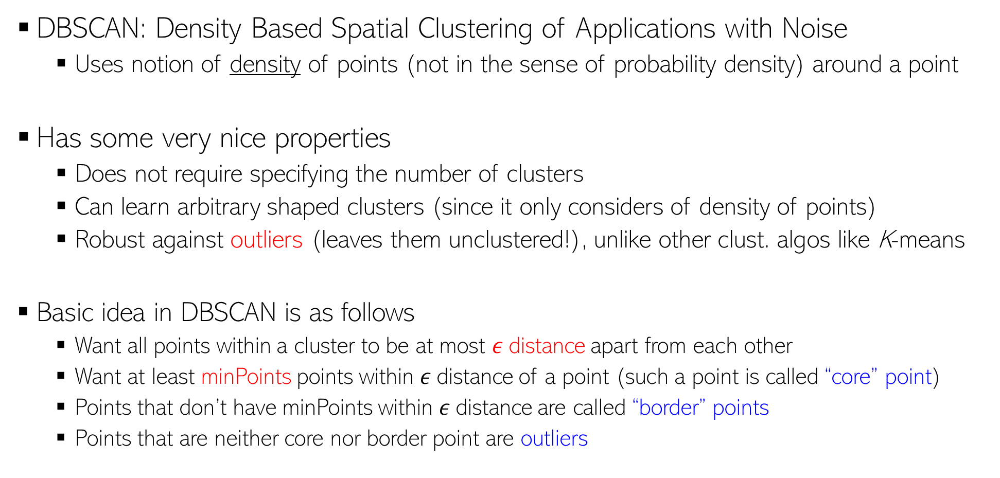 ▪ DBSCAN: Density Based Spatial Clustering of Applications with Noise
▪ Uses notion of density of points (not in the sense of probability density) around a point
▪ Has some very nice properties
▪ Does not require specifying the number of clusters
▪ Can learn arbitrary shaped clusters (since it only considers of density of points)
▪ Robust against outliers (leaves them unclustered!), unlike other clust. algos like K-means
▪ Basic idea in DBSCAN is as follows
▪ Want all points within a cluster to be at most ϵ distance apart from each other
▪ Want at least minPoints points within ϵ distance of a point (such a point is called “core” point)
▪ Points that don’t have minPoints within ϵ distance are called “border” points
▪ Points that are neither core nor border point are outliers